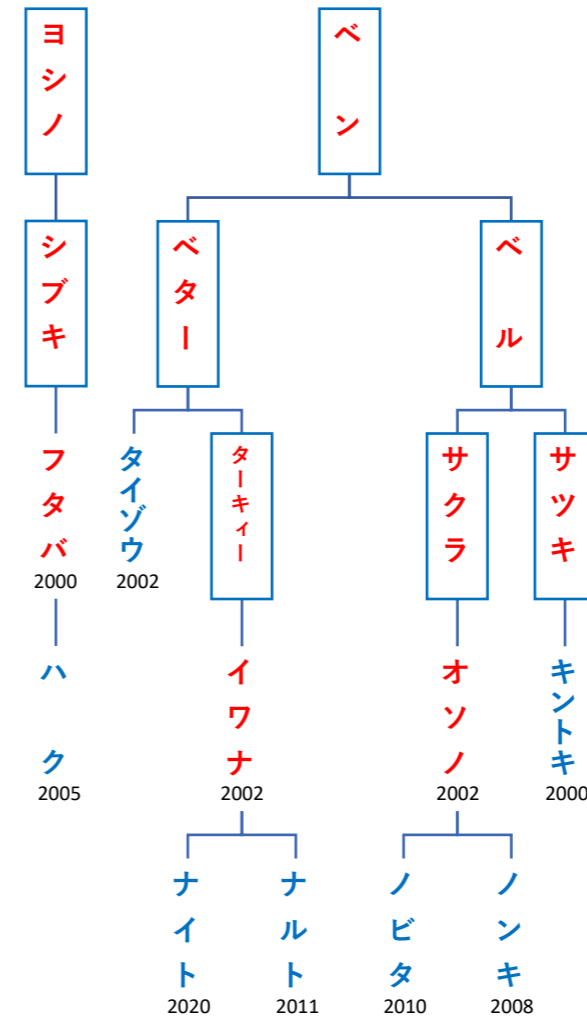 ヨシノ
ベン
シブキ
ベター
ベル
フタバ
2000
タイゾウ
2002
ターキィー
サクラ
サツキ
ハク
2005
イワナ
2002
オソノ
2002
キントキ
2000
ナイト
2020
ナルト
2011
ノビタ
2010
ノンキ
2008